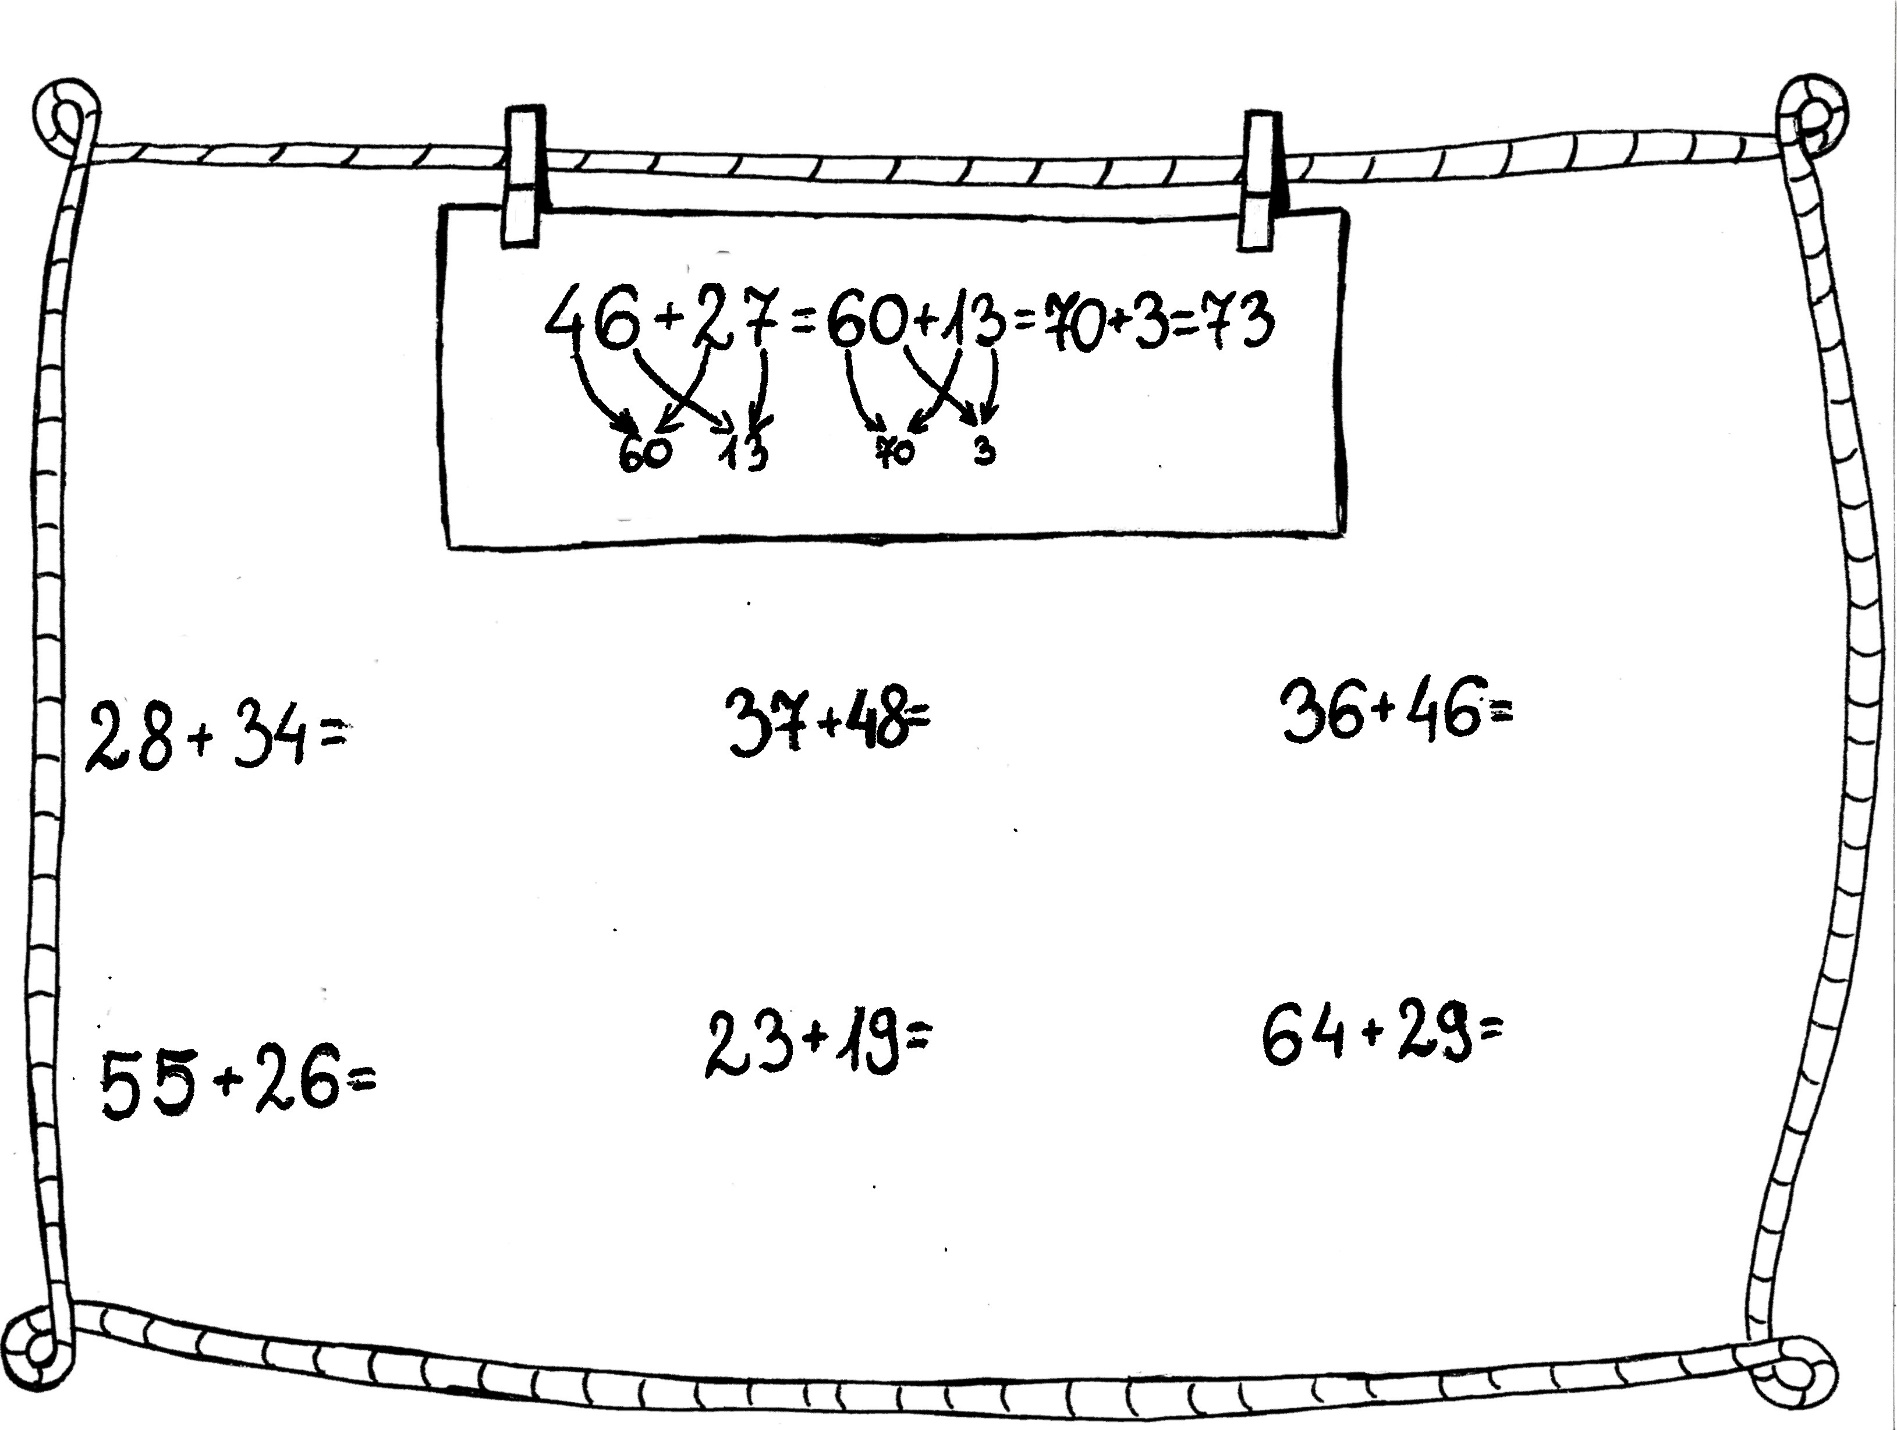 46+27=60+13=70+3=73
60 13 70 3
28+34= 37+48= 36+46=
55+26= 23+19= 64+29=